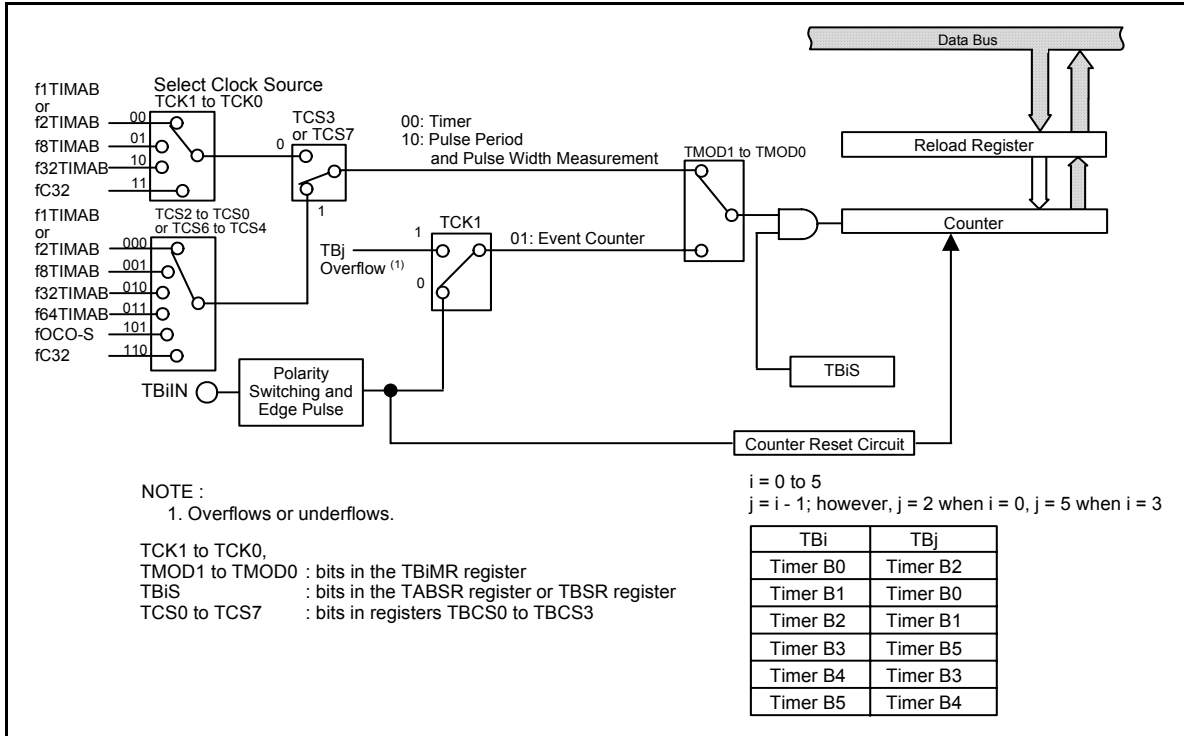 Data Bus
Reload Register
Counter
Select Clock Source
TCK1 to TCK0
f1TIMAB
or
f2TIMAB
00
f8TIMAB
01
f32TIMAB
10
fC32
11
TCS3
or TCS7
0
1
00: Timer
10: Pulse Period
and Pulse Width Measurement
TMOD1 to TMOD0
f1TIMAB
or
f2TIMAB
TCS2 to TCS0
or TCS6 to TCS4
000
f8TIMAB
001
f32TIMAB
010
f64TIMAB
011
fOCO-S
101
fC32
110
TCK1
1
TBj
Overflow (1)
0
01: Event Counter
TBiS
TBiIN
Polarity
Switching and
Edge Pulse
Counter Reset Circuit
NOTE :
1. Overflows or underflows.
TCK1 to TCK0,
TMOD1 to TMOD0 : bits in the TBiMR register
TBiS : bits in the TABSR register or TBSR register
TCS0 to TCS7 : bits in registers TBCS0 to TBCS3
i = 0 to 5
j = i - 1; however, j = 2 when i = 0, j = 5 when i = 3
TBi TBj
Timer B0 Timer B2
Timer B1 Timer B0
Timer B2 Timer B1
Timer B3 Timer B5
Timer B4 Timer B3
Timer B5 Timer B4